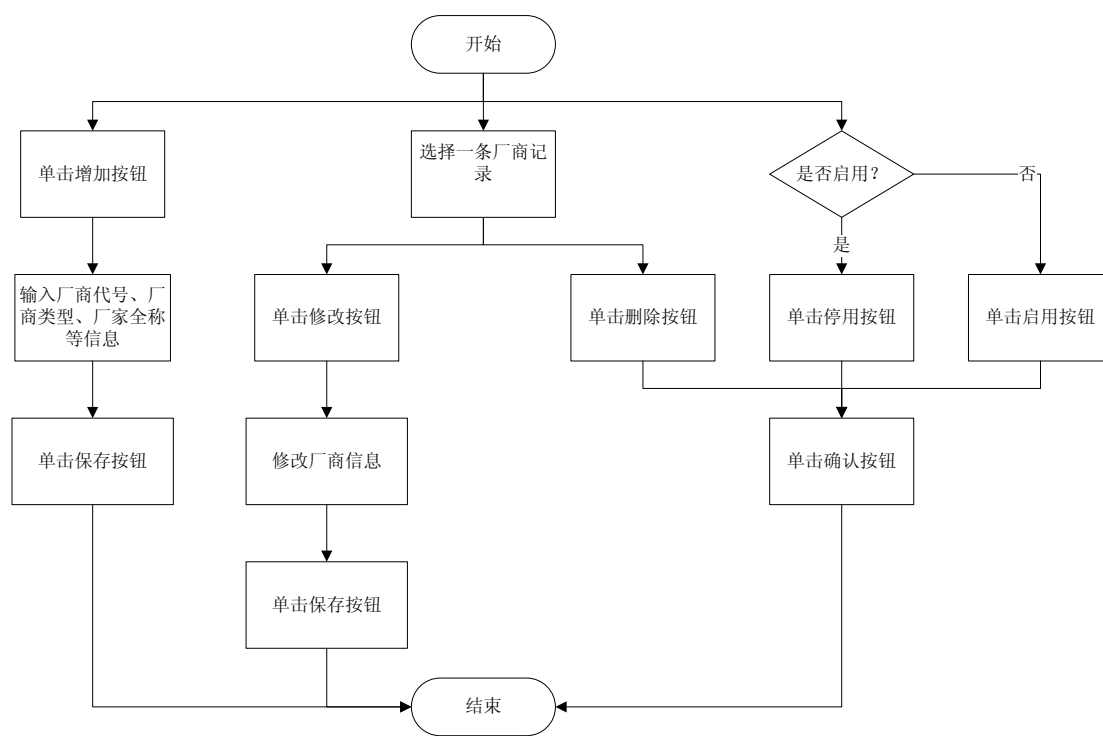 开始
单击增加按钮
选择一条厂商记
录
是否启用？
否
是
输入厂商代号、厂
商类型、厂家全称
等信息
单击修改按钮
单击删除按钮
单击停用按钮
单击启用按钮
单击保存按钮
修改厂商信息
单击确认按钮
单击保存按钮
结束